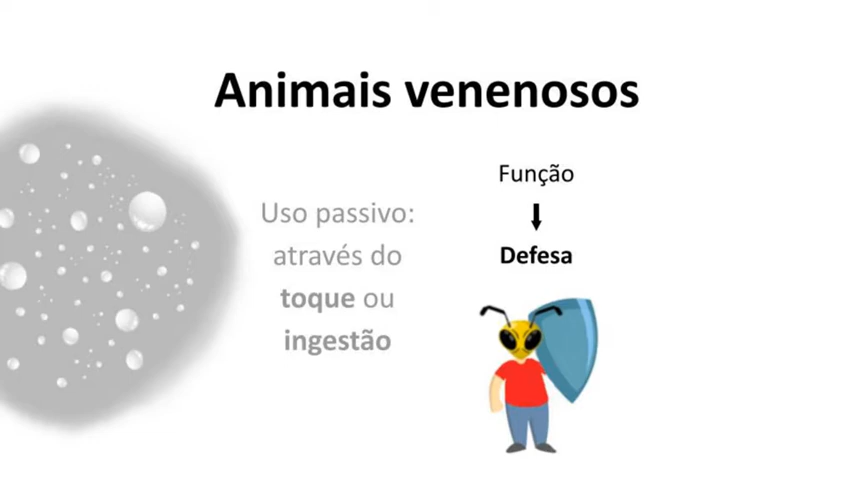 Animais venenosos
Uso passivo:
através do
toque ou
ingestão
Função
Defesa